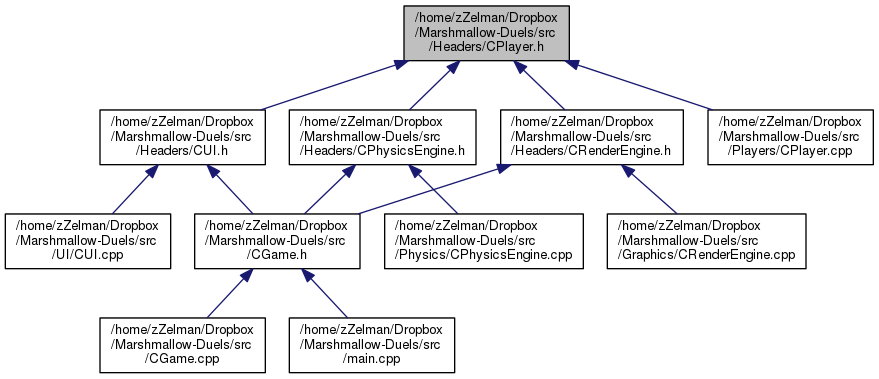 /home/zZelman/Dropbox
/Marshmallow-Duels/src
/Headers/CPlayer.h
/home/zZelman/Dropbox
/Marshmallow-Duels/src
/Headers/CUI.h
/home/zZelman/Dropbox
/Marshmallow-Duels/src
/Headers/CPhysicsEngine.h
/home/zZelman/Dropbox
/Marshmallow-Duels/src
/Headers/CRenderEngine.h
/home/zZelman/Dropbox
/Marshmallow-Duels/src
/Players/CPlayer.cpp
/home/zZelman/Dropbox
/Marshmallow-Duels/src
/UI/CUI.cpp
/home/zZelman/Dropbox
/Marshmallow-Duels/src
/CGame.h
/home/zZelman/Dropbox
/Marshmallow-Duels/src
/Physics/CPhysicsEngine.cpp
/home/zZelman/Dropbox
/Marshmallow-Duels/src
/Graphics/CRenderEngine.cpp
/home/zZelman/Dropbox
/Marshmallow-Duels/src
/CGame.cpp
/home/zZelman/Dropbox
/Marshmallow-Duels/src
/main.cpp